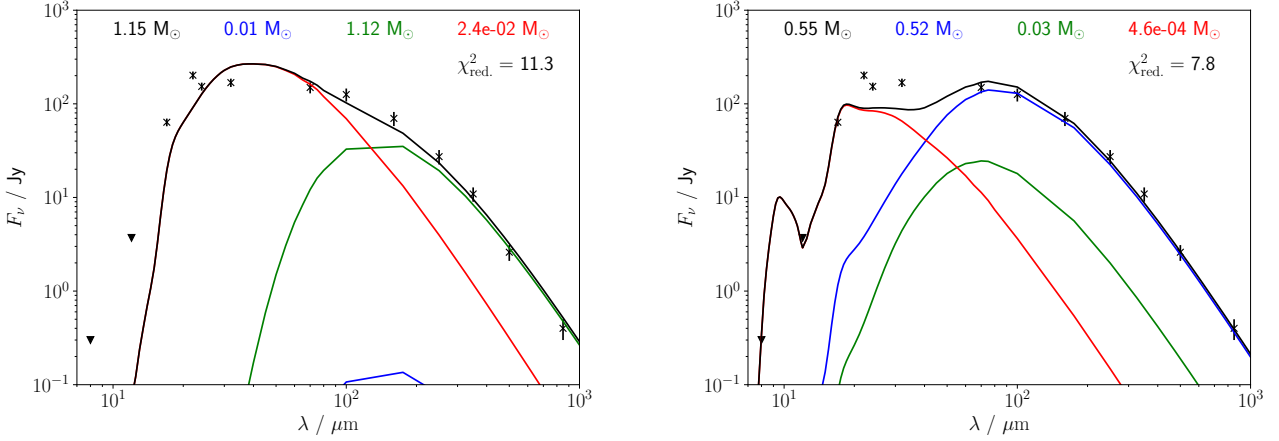 1.15 M☉ 0.01 M☉ 1.12 M☉ 2.4e-02 M☉
χ²red. = 11.3
10³
10²
10¹
10⁰
10⁻¹
Fν / Jy
10¹ 10² 10³
λ / μm
0.55 M☉ 0.52 M☉ 0.03 M☉ 4.6e-04 M☉
χ²red. = 7.8
10³
10²
10¹
10⁰
10⁻¹
Fν / Jy
10¹ 10² 10³
λ / μm